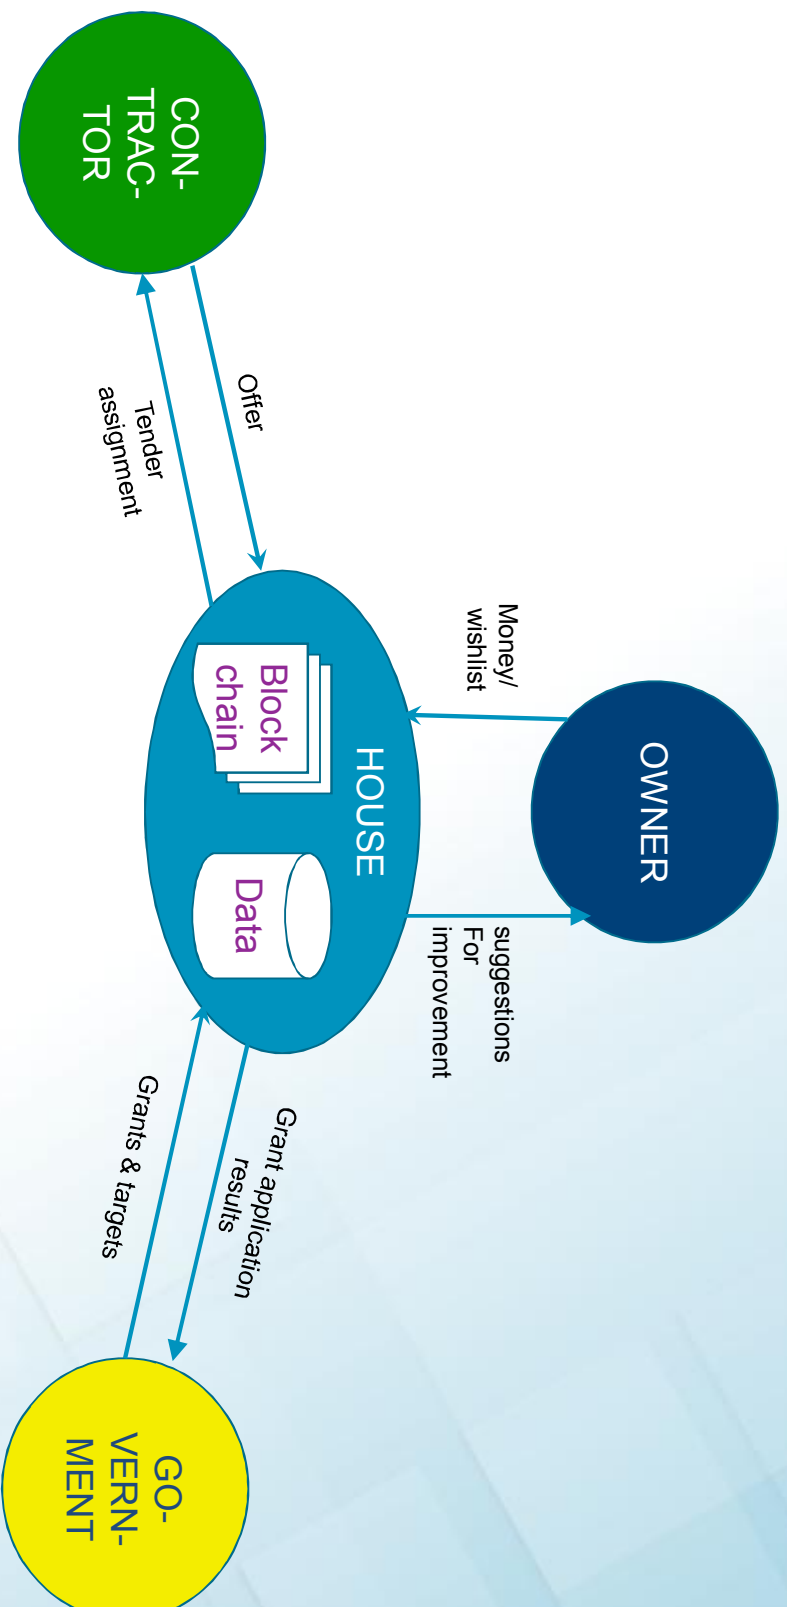 OWNER
Money/
wishlist
suggestions
For
improvement
HOUSE
Block
chain
Data
Offer
Tender
assignment
CON-
TRAC-
TOR
Grant application
results
Grants & targets
GO-
VERN-
MENT